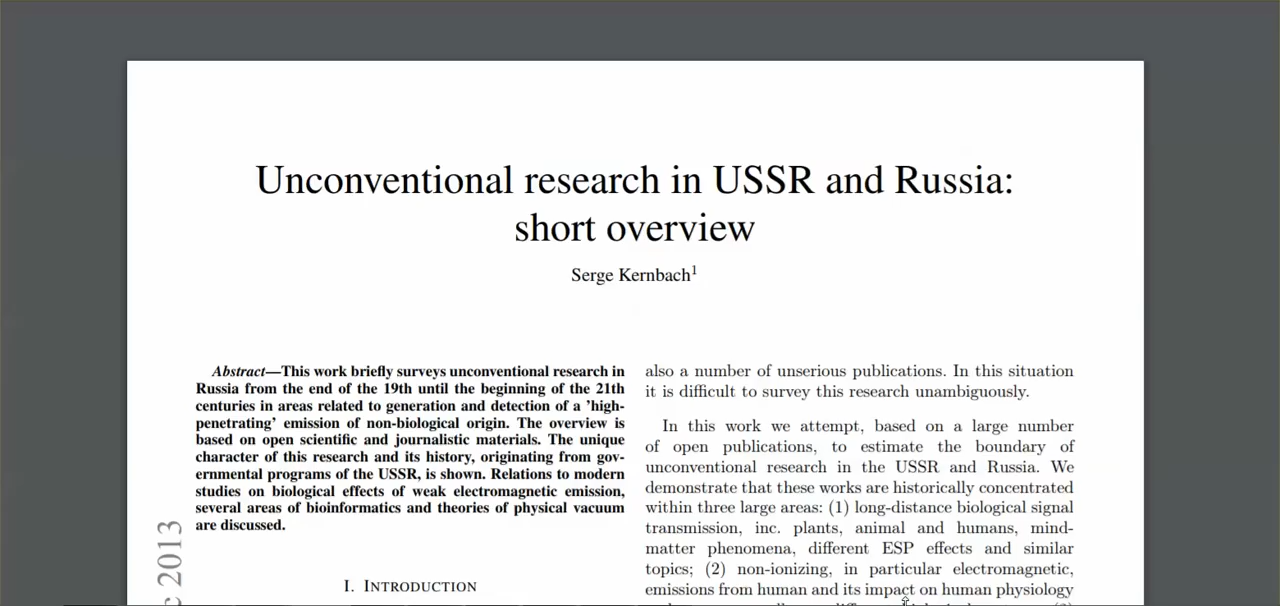 Unconventional research in USSR and Russia:
short overview
Serge Kernbach1
Abstract—This work briefly surveys unconventional research in
Russia from the end of the 19th until the beginning of the 21th
centuries in areas related to generation and detection of a 'high-
penetrating' emission of non-biological origin. The overview is
based on open scientific and journalistic materials. The unique
character of this research and its history, originating from gov-
ernmental programs of the USSR, is shown. Relations to modern
studies on biological effects of weak electromagnetic emission,
several areas of bioinformatics and theories of physical vacuum
are discussed.
I. INTRODUCTION
also a number of unserious publications. In this situation
it is difficult to survey this research unambiguously.
In this work we attempt, based on a large number
of open publications, to estimate the boundary of
unconventional research in the USSR and Russia. We
demonstrate that these works are historically concentrated
within three large areas: (1) long-distance biological signal
transmission, inc. plants, animal and humans, mind-
matter phenomena, different ESP effects and similar
topics; (2) non-ionizing, in particular electromagnetic,
emissions from human and its impact on human physiology
c 2013